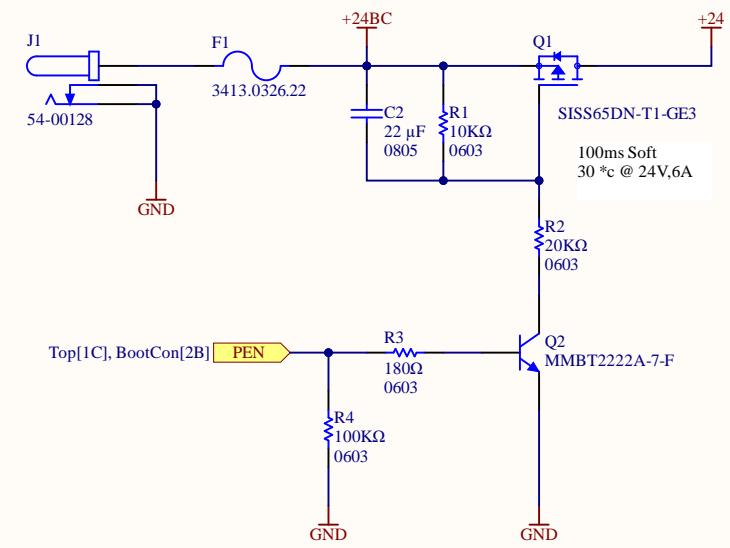 +24BC
+24
J1
F1
Q1
3413.0326.22
54-00128
C2
22 µF
0805
R1
10KΩ
0603
SISS65DN-T1-GE3
100ms Soft
30 *c @ 24V,6A
GND
R2
20KΩ
0603
Top[1C], BootCon[2B]
PEN
R3
180Ω
0603
Q2
MMBT2222A-7-F
R4
100KΩ
0603
GND
GND